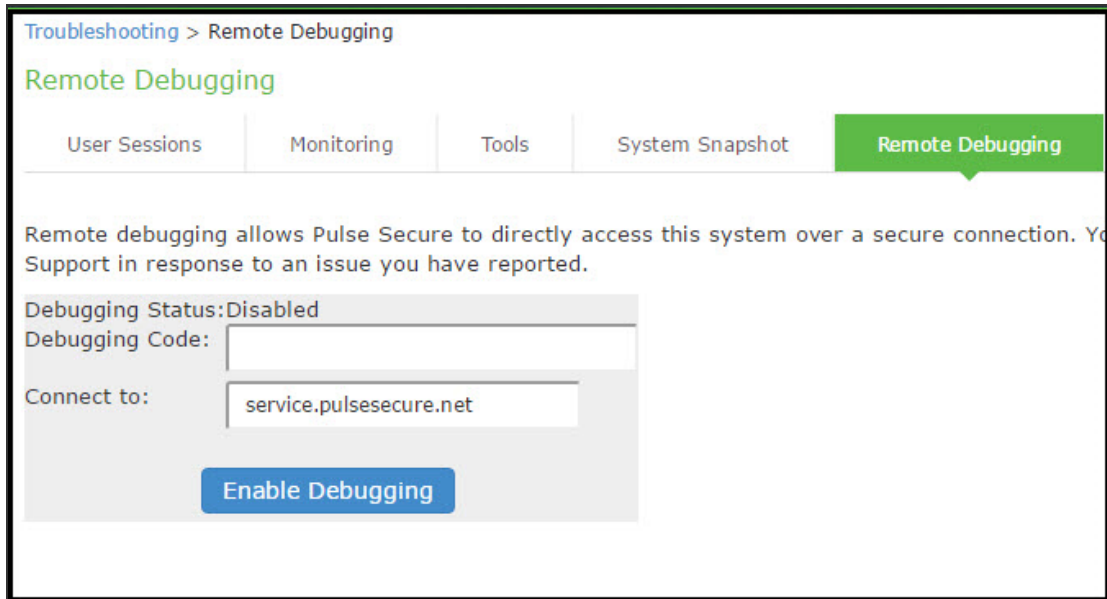 Troubleshooting > Remote Debugging
Remote Debugging
User Sessions
Monitoring
Tools
System Snapshot
Remote Debugging
Remote debugging allows Pulse Secure to directly access this system over a secure connection.
Support in response to an issue you have reported.
Debugging Status:Disabled
Debugging Code:
Connect to:
service.pulsesecure.net
Enable Debugging